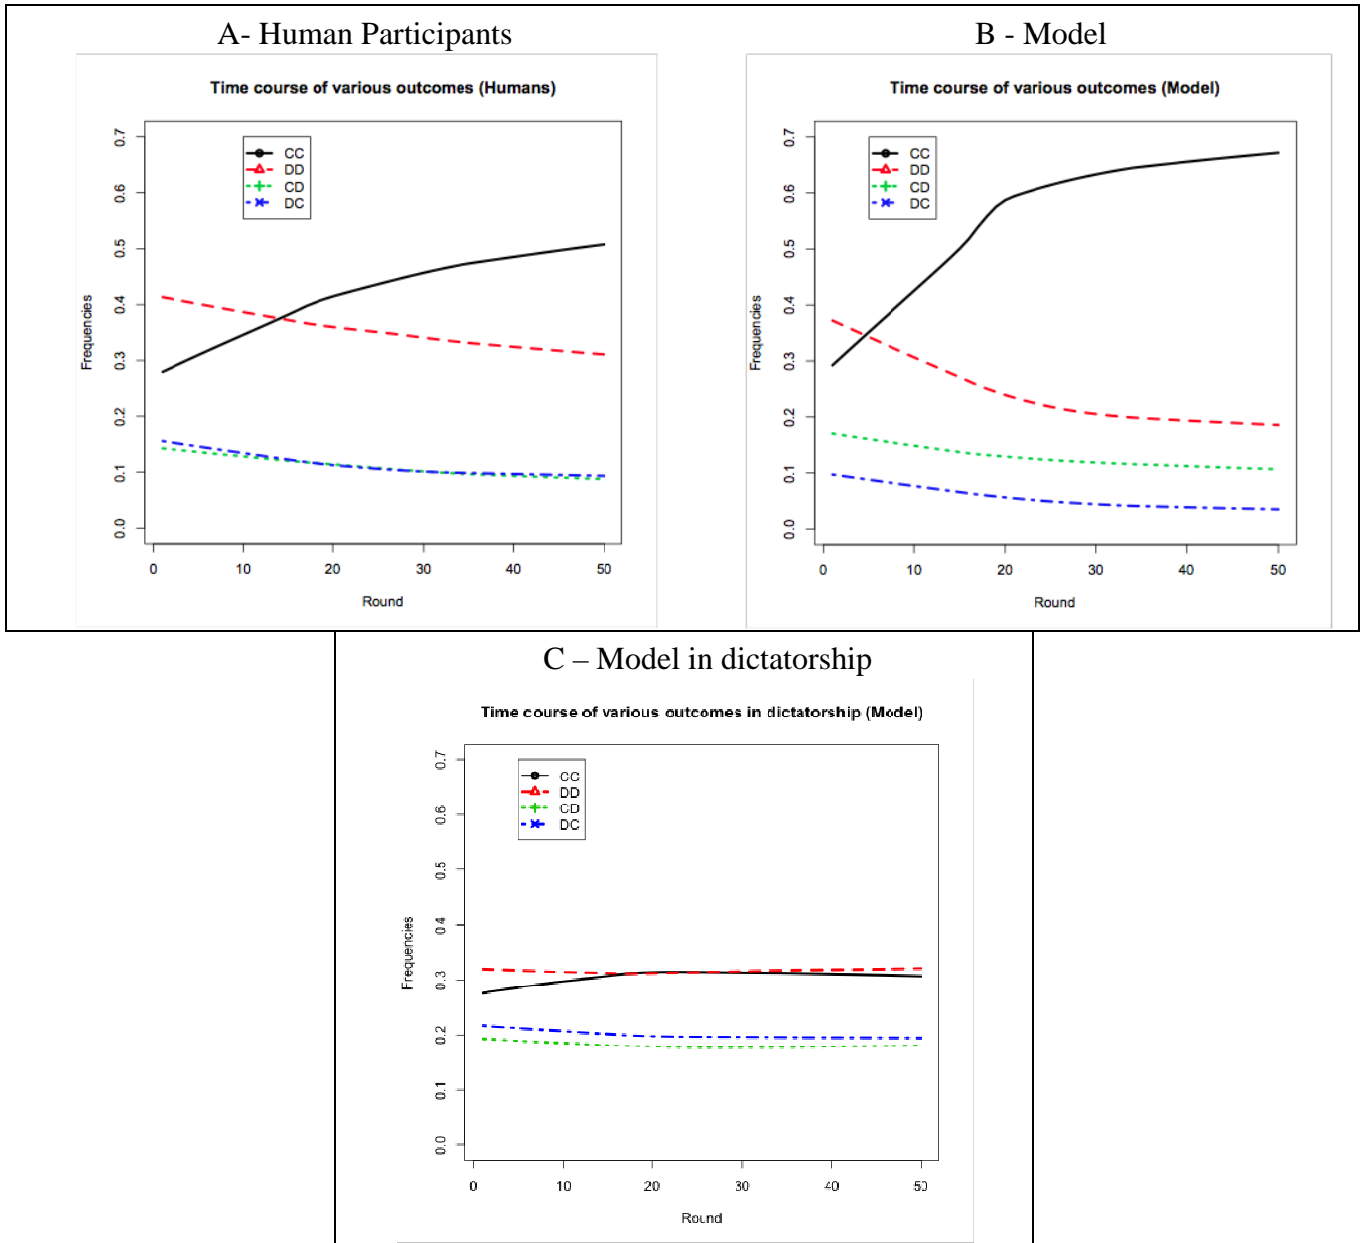 A- Human Participants
Time course of various outcomes (Humans)
CC
DD
CD
DC
0.7
0.6
0.5
0.4
0.3
0.2
0.1
0.0
Frequencies
0 10 20 30 40 50
Round
B - Model
Time course of various outcomes (Model)
CC
DD
CD
DC
0.7
0.6
0.5
0.4
0.3
0.2
0.1
0.0
Frequencies
0 10 20 30 40 50
Round
C – Model in dictatorship
Time course of various outcomes in dictatorship (Model)
CC
DD
CD
DC
0.7
0.6
0.5
0.4
0.3
0.2
0.1
0.0
Frequencies
0 10 20 30 40 50
Round